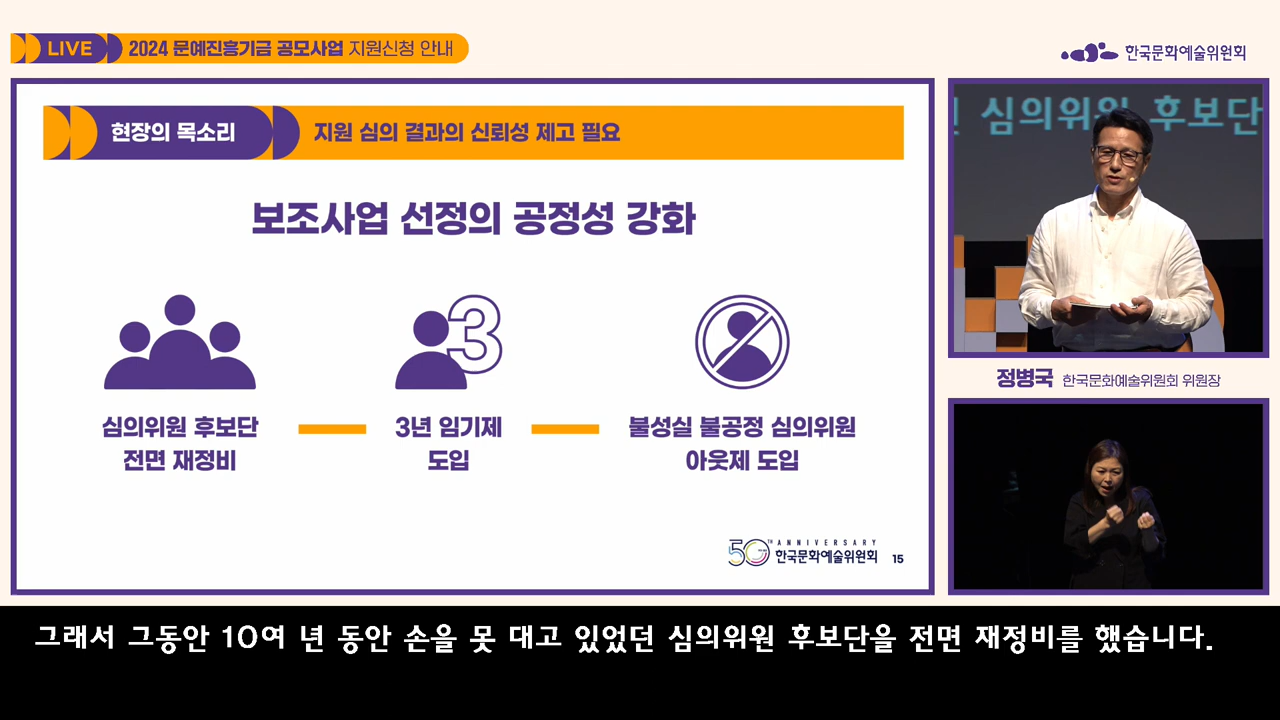 LIVE 2024 문예진흥기금 공모사업 지원신청 안내
한국문화예술위원회
현장의 목소리 지원 심의 결과의 신뢰성 제고 필요
보조사업 선정의 공정성 강화
3
심의위원 후보단
전면 재정비
3년 임기제
도입
불성실 불공정 심의위원
아웃제 도입
50TH ANNIVERSARY
한국문화예술위원회 15
심의위원 후보단
정병국 한국문화예술위원회 위원장
그래서 그동안 10여 년 동안 손을 못 대고 있었던 심의위원 후보단을 전면 재정비를 했습니다.